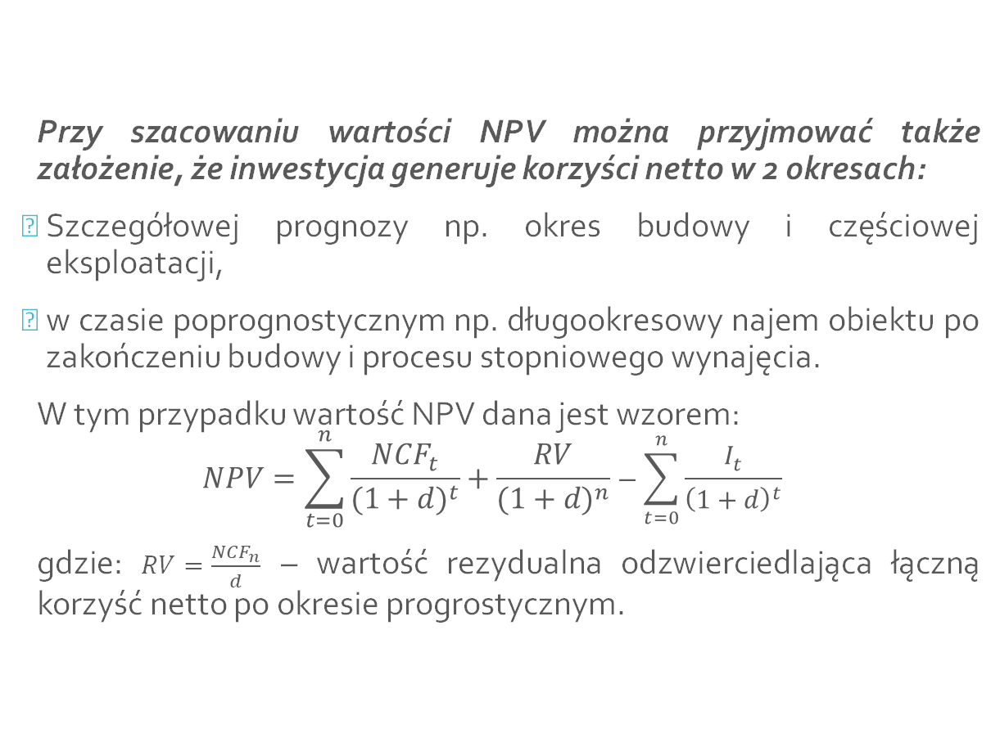 Przy szacowaniu wartości NPV można przyjmować także
założenie, że inwestycja generuje korzyści netto w 2 okresach:
Szczegółowej prognozy np. okres budowy i częściowej
eksploatacji,
w czasie poprognostycznym np. długookresowy najem obiektu po
zakończeniu budowy i procesu stopniowego wynajęcia.
W tym przypadku wartość NPV dana jest wzorem:
$NPV = \sum_{t=0}^{n} \frac{NCF_t}{(1+d)^t} + \frac{RV}{(1+d)^n} - \sum_{t=0}^{n} \frac{I_t}{(1+d)^t}$
gdzie: $RV = \frac{NCF_n}{d}$ – wartość rezydualna odzwierciedlająca łączną
korzyść netto po okresie progrostycznym.